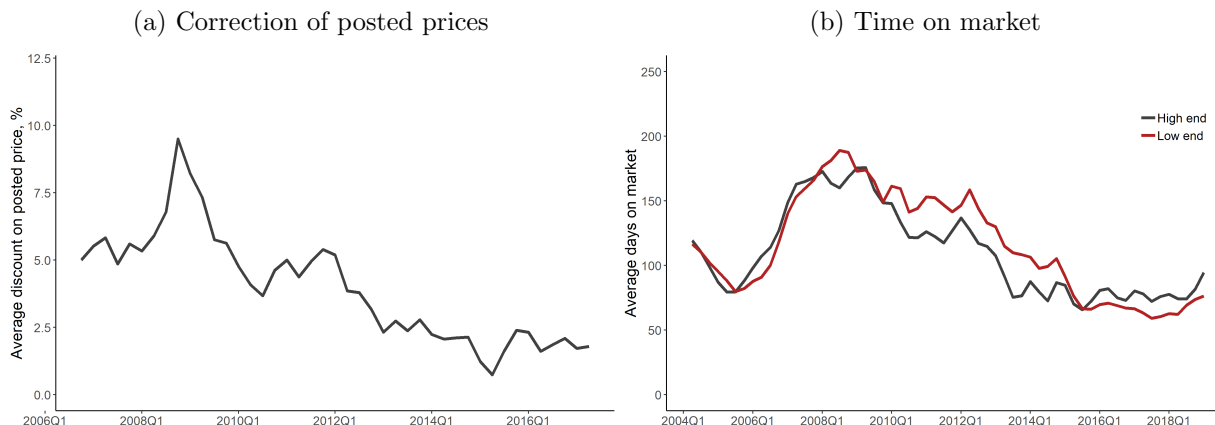 (a) Correction of posted prices
Average discount on posted price, %
12.5
10.0
7.5
5.0
2.5
0.0
2006Q1 2008Q1 2010Q1 2012Q1 2014Q1 2016Q1
(b) Time on market
Average days on market
250
200
150
100
50
0
High end
Low end
2004Q1 2006Q1 2008Q1 2010Q1 2012Q1 2014Q1 2016Q1 2018Q1